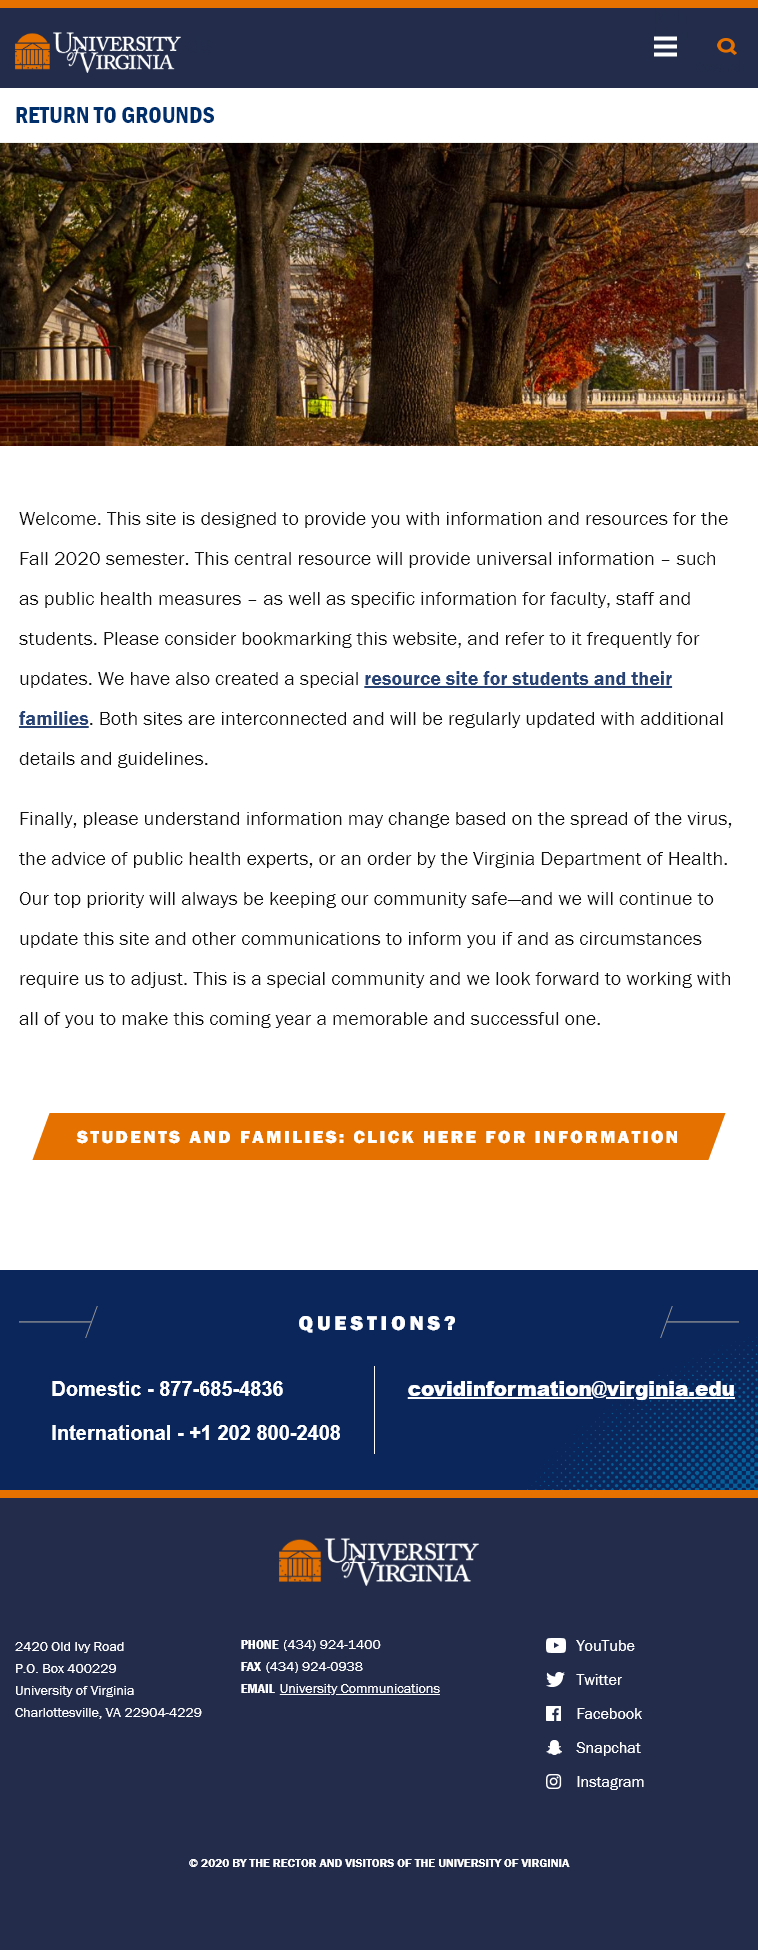 UNIVERSITY
of VIRGINIA
RETURN TO GROUNDS
Welcome. This site is designed to provide you with information and resources for the
Fall 2020 semester. This central resource will provide universal information – such
as public health measures – as well as specific information for faculty, staff and
students. Please consider bookmarking this website, and refer to it frequently for
updates. We have also created a special resource site for students and their
families. Both sites are interconnected and will be regularly updated with additional
details and guidelines.
Finally, please understand information may change based on the spread of the virus,
the advice of public health experts, or an order by the Virginia Department of Health.
Our top priority will always be keeping our community safe—and we will continue to
update this site and other communications to inform you if and as circumstances
require us to adjust. This is a special community and we look forward to working with
all of you to make this coming year a memorable and successful one.
STUDENTS AND FAMILIES: CLICK HERE FOR INFORMATION
QUESTIONS?
Domestic - 877-685-4836
International - +1 202 800-2408
covidinformation@virginia.edu
UNIVERSITY
of VIRGINIA
2420 Old Ivy Road
P.O. Box 400229
University of Virginia
Charlottesville, VA 22904-4229
PHONE (434) 924-1400
FAX (434) 924-0938
EMAIL University Communications
YouTube
Twitter
Facebook
Snapchat
Instagram
© 2020 BY THE RECTOR AND VISITORS OF THE UNIVERSITY OF VIRGINIA